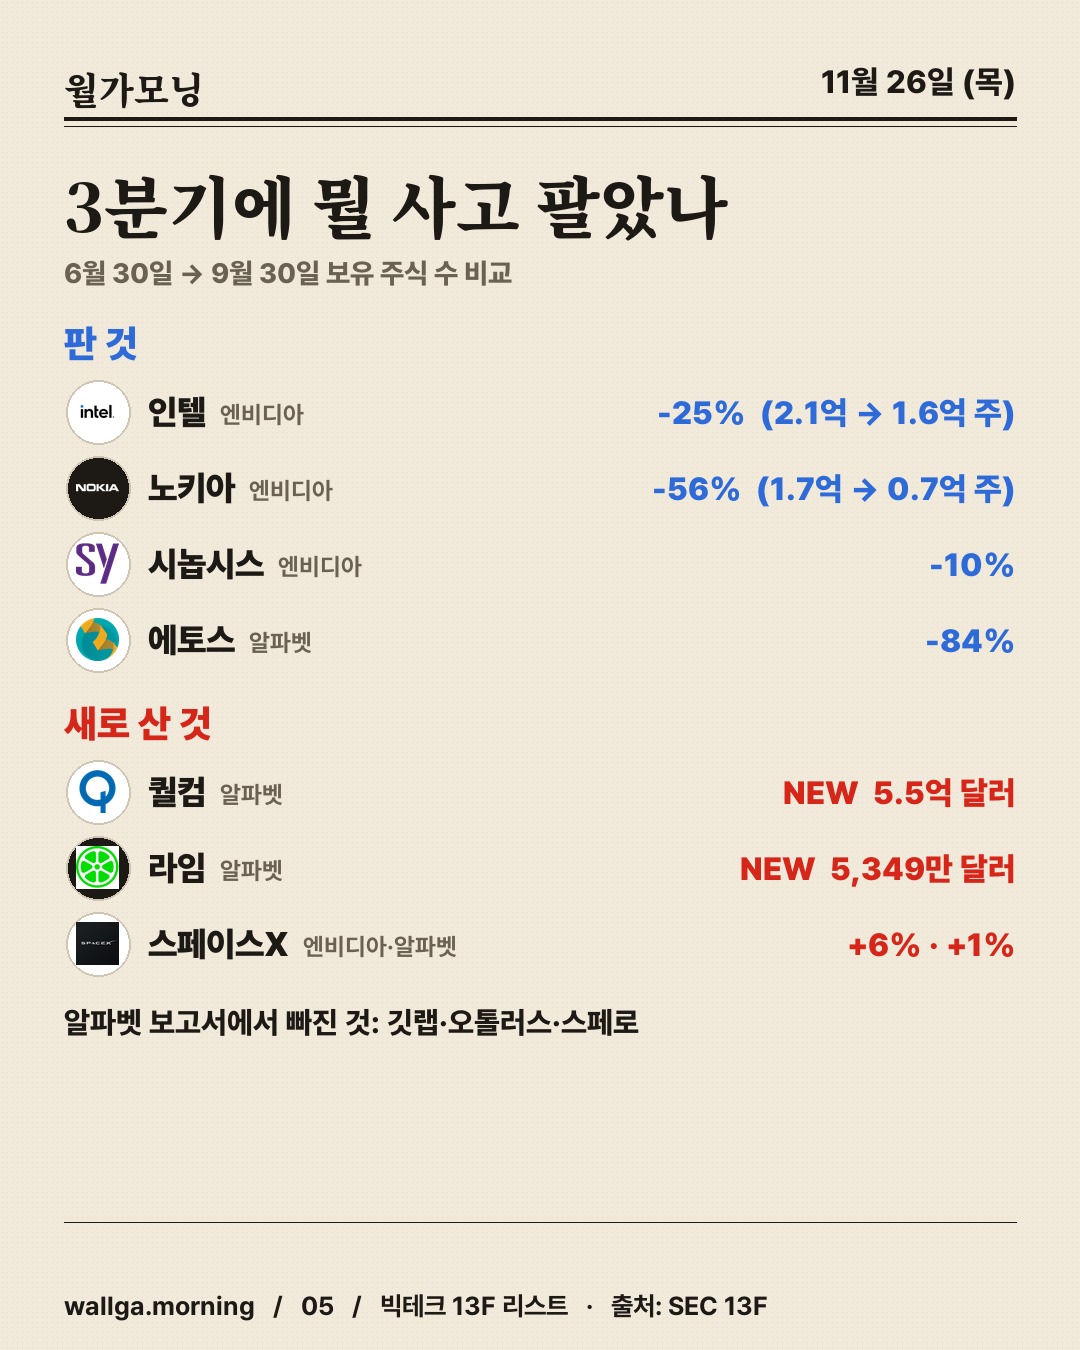 월가모닝
11월 26일 (목)
3분기에 뭘 사고 팔았나
6월 30일 → 9월 30일 보유 주식 수 비교
판 것
intel. 인텔 엔비디아 -25% (2.1억 → 1.6억 주)
NOKIA 노키아 엔비디아 -56% (1.7억 → 0.7억 주)
SY 시놉시스 엔비디아 -10%
에토스 알파벳 -84%
새로 산 것
퀄컴 알파벳 NEW 5.5억 달러
라임 알파벳 NEW 5,349만 달러
SPACEX 스페이스X 엔비디아·알파벳 +6% · +1%
알파벳 보고서에서 빠진 것: 깃랩·오톨러스·스페로
wallga.morning / 05 / 빅테크 13F 리스트 · 출처: SEC 13F